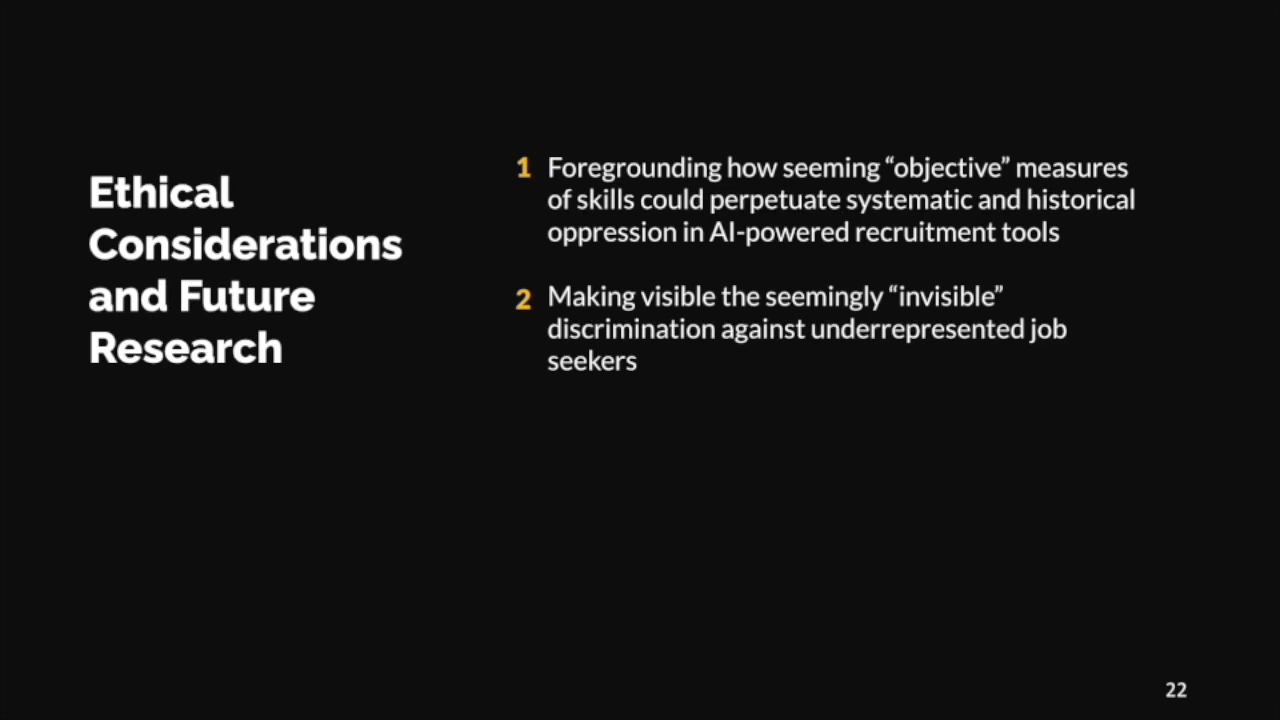 Ethical
Considerations
and Future
Research
1 Foregrounding how seeming “objective” measures
of skills could perpetuate systematic and historical
oppression in AI-powered recruitment tools
2 Making visible the seemingly “invisible”
discrimination against underrepresented job
seekers
22